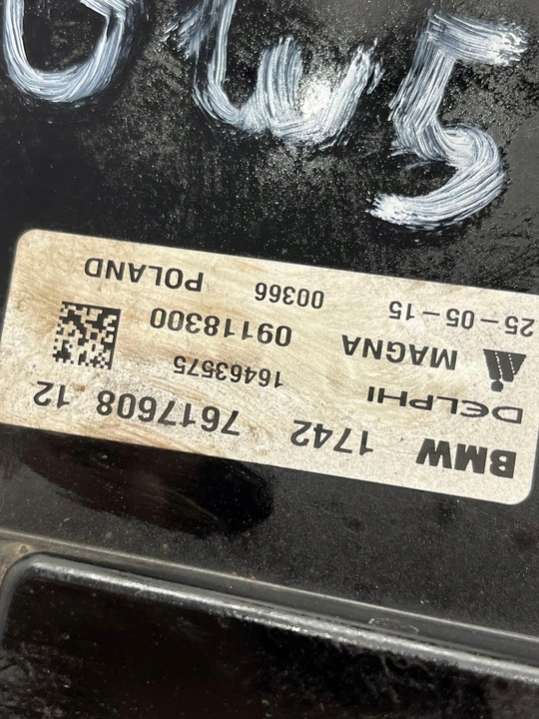 BMW 1742 7617608 12
DELPHI 16463575
MAGNA 09118300
25-05-15 00366 POLAND